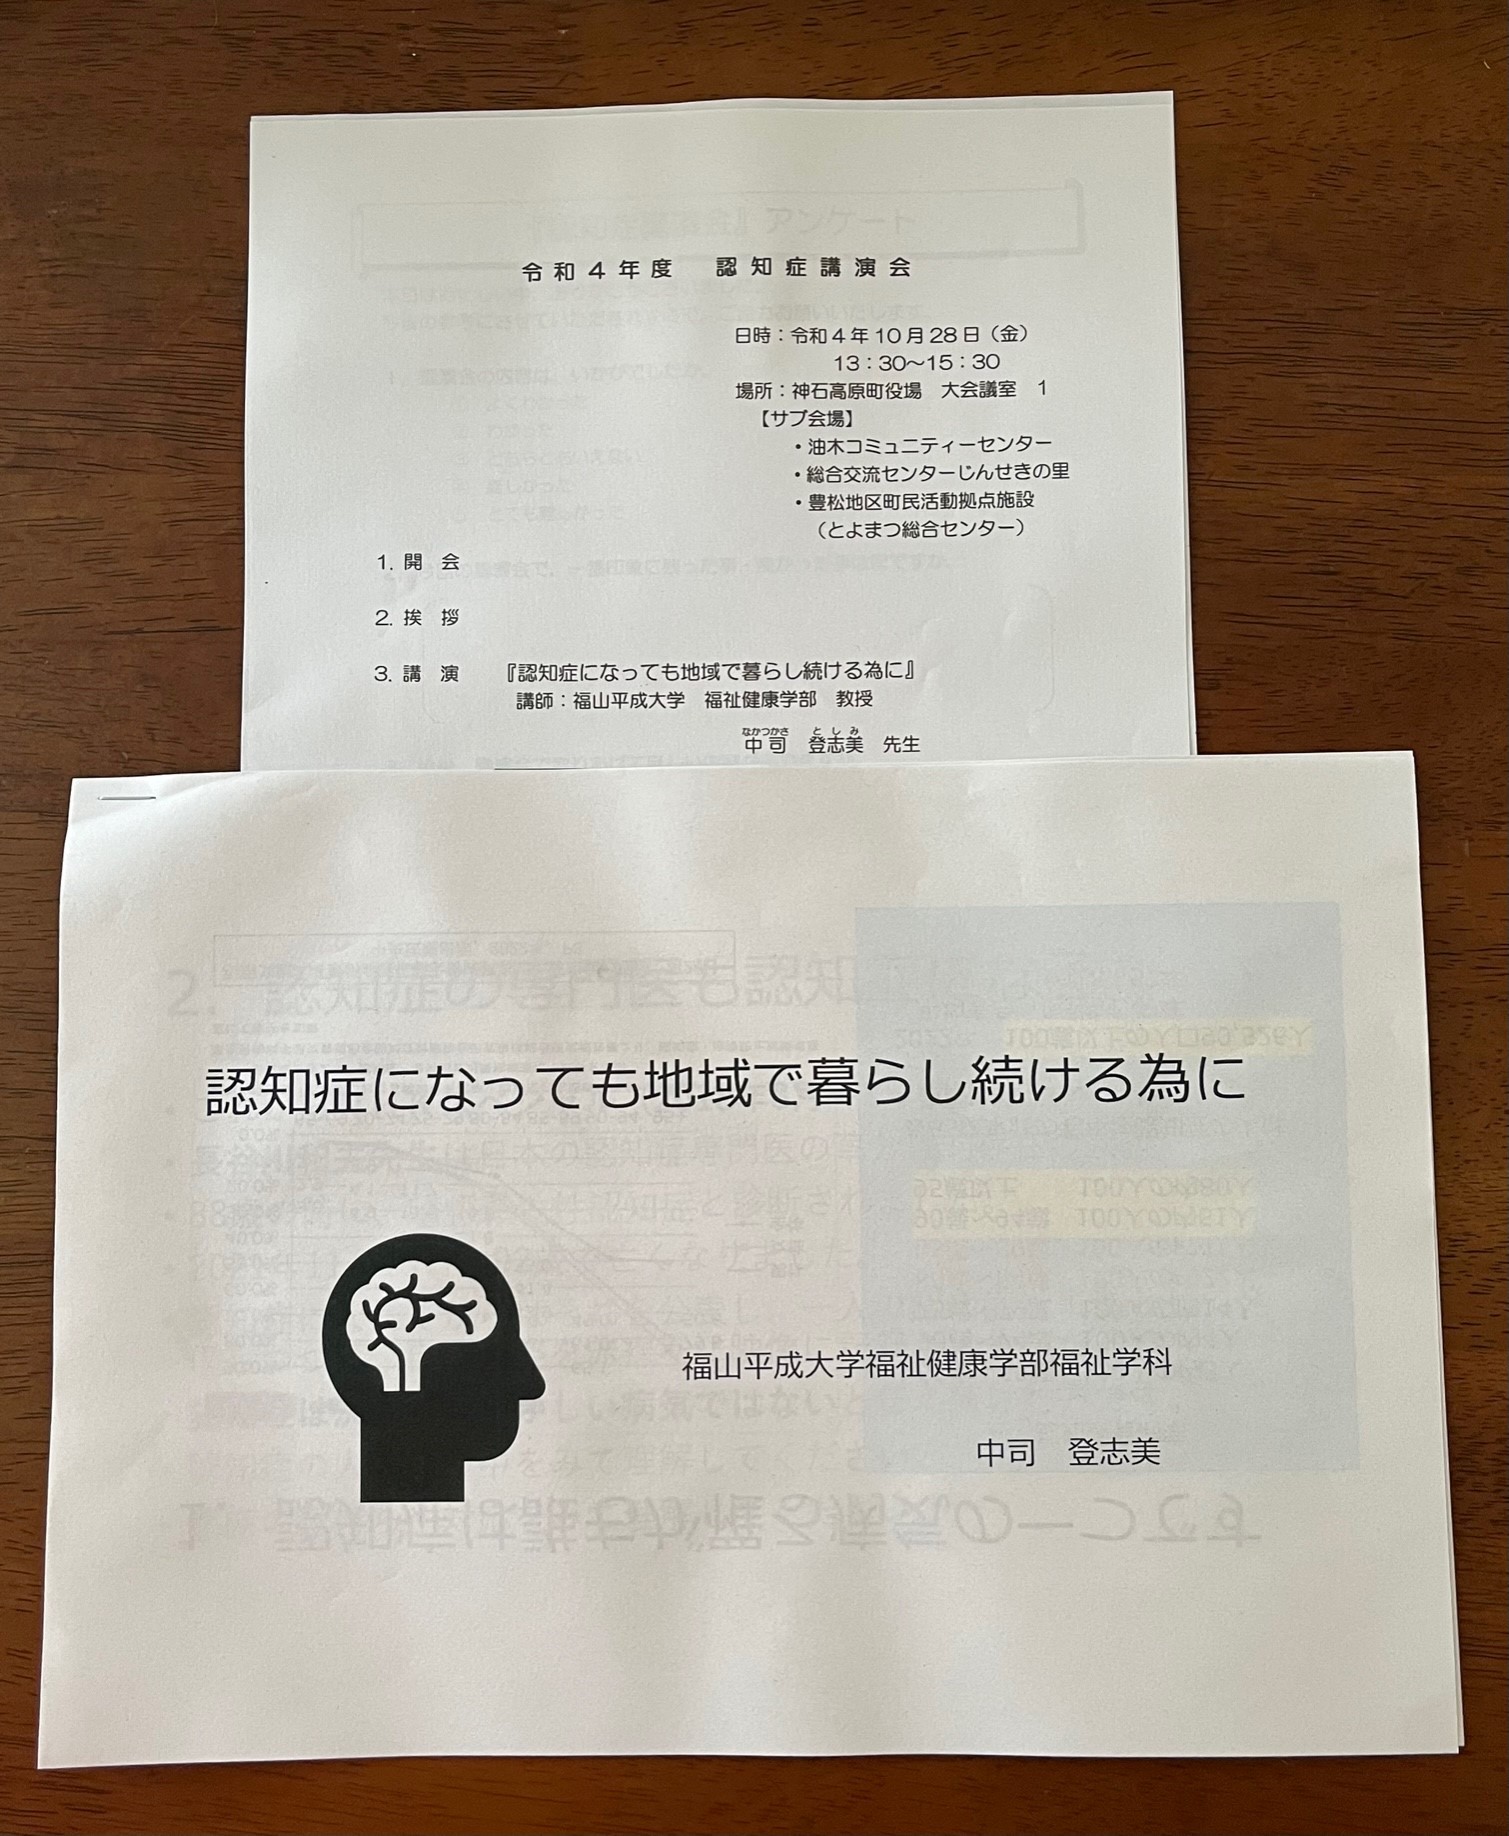 令和4年度　認知症講演会
日時：令和4年10月28日（金）
13：30～15：30
場所：神石高原町役場　大会議室　1
【サブ会場】
・油木コミュニティーセンター
・総合交流センターじんせきの里
・豊松地区町民活動拠点施設
（とよまつ総合センター）
1. 開　会
2. 挨　拶
3. 講　演　『認知症になっても地域で暮らし続ける為に』
講師：福山平成大学　福祉健康学部　教授
なかつかさ　としみ
中司　登志美　先生
認知症になっても地域で暮らし続ける為に
福山平成大学福祉健康学部福祉学科
中司　登志美